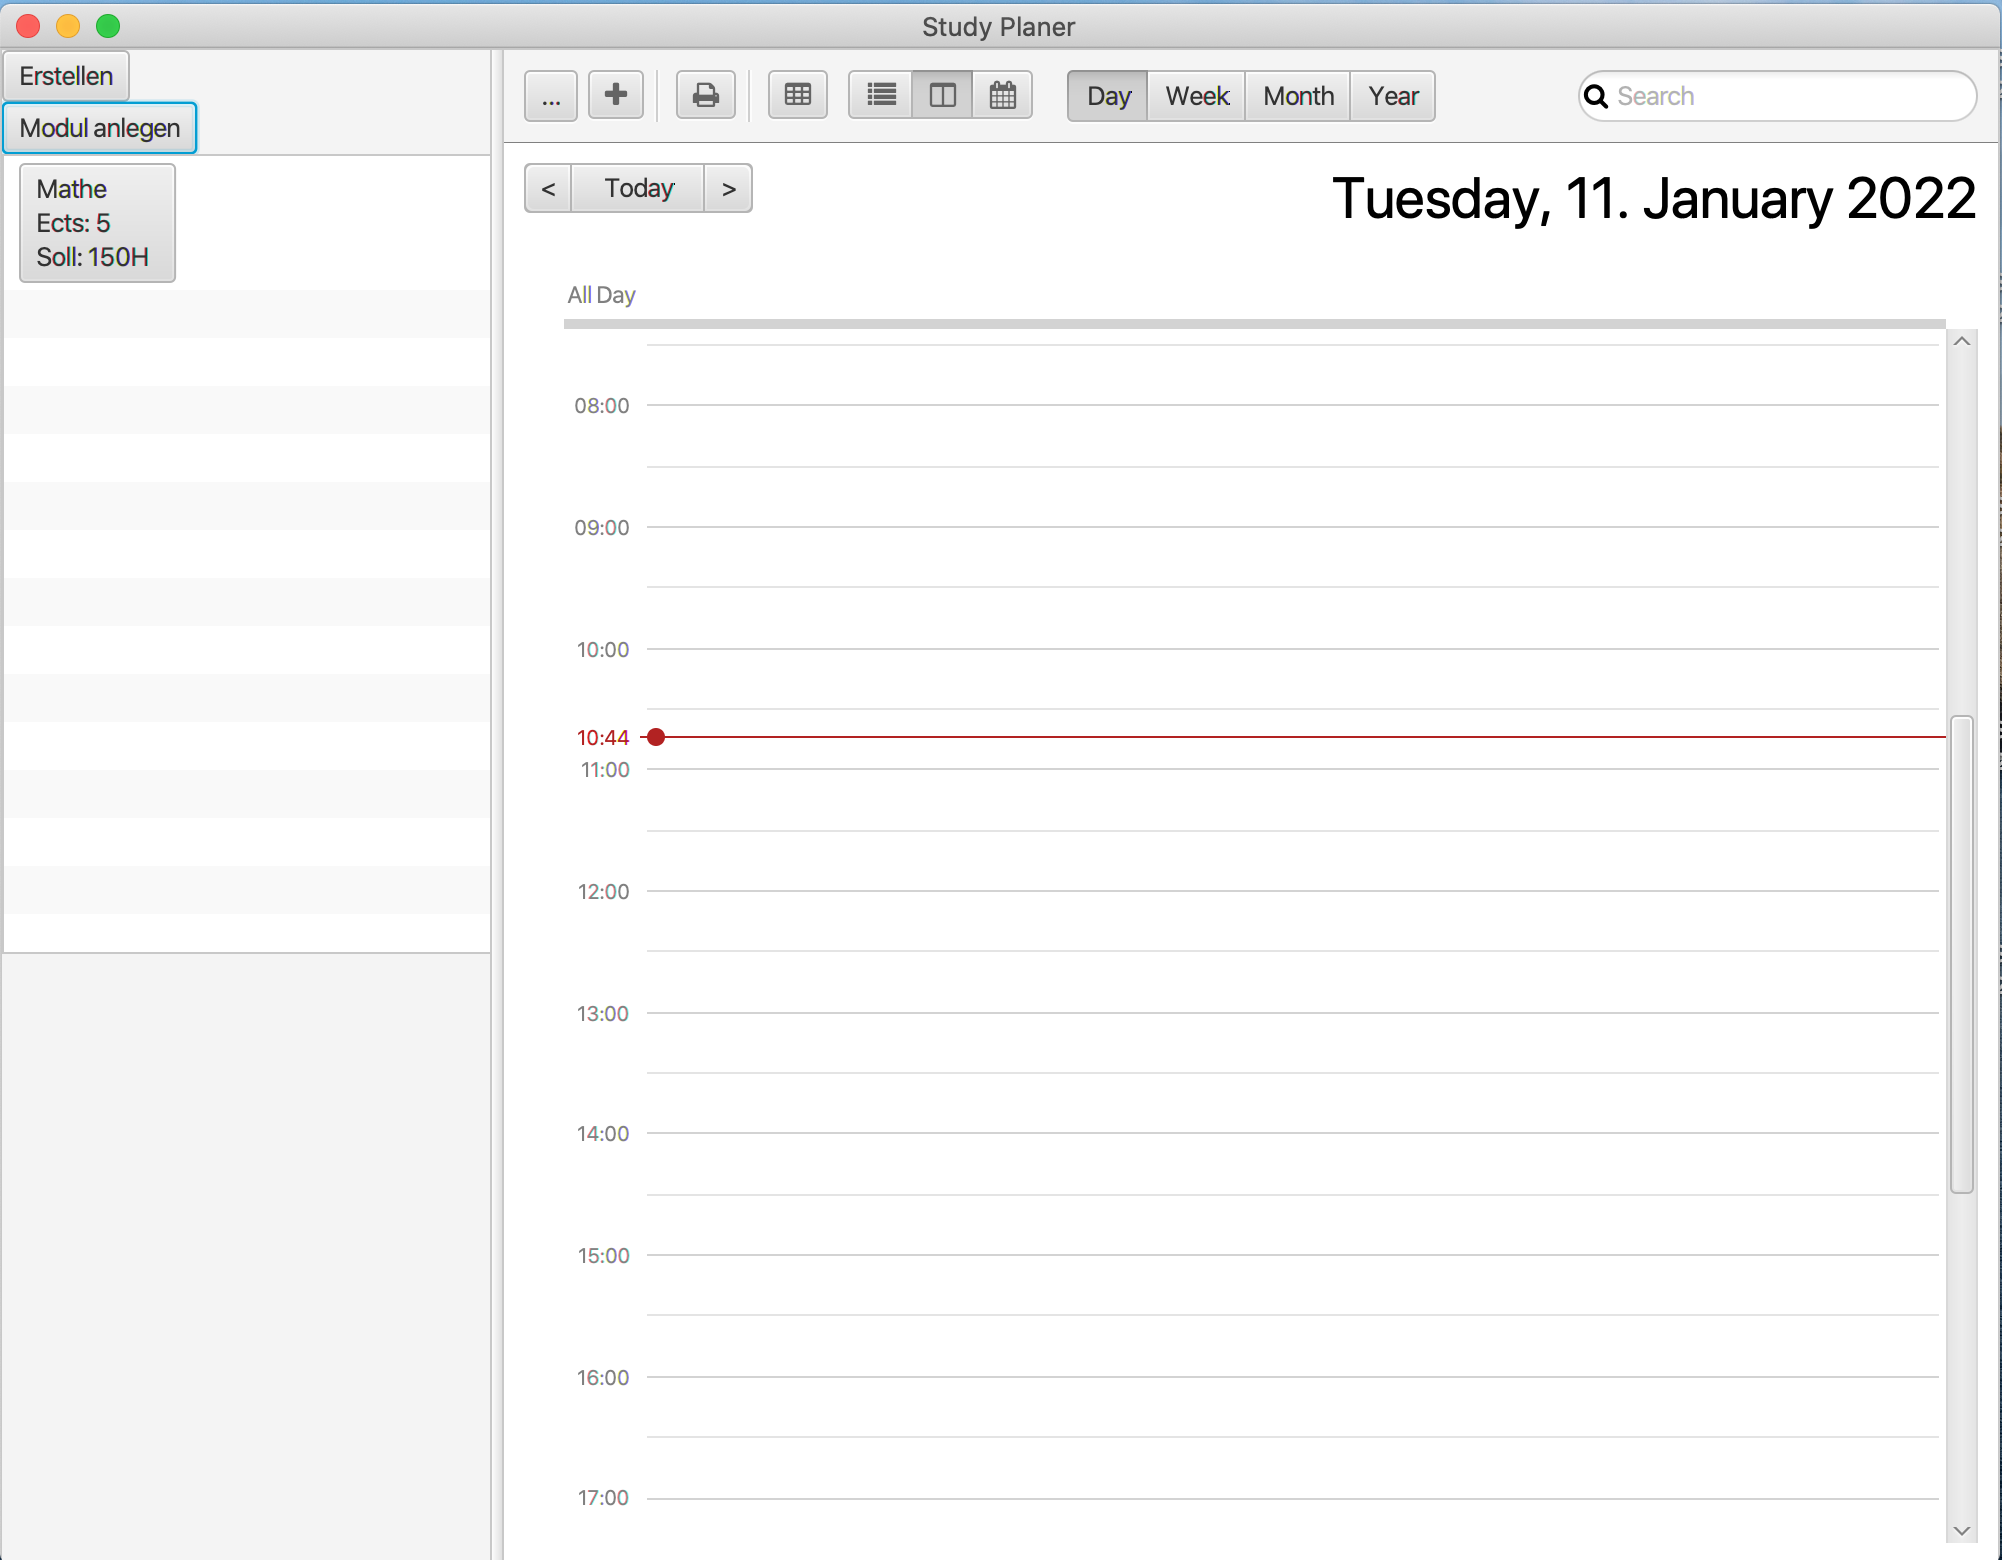 Study Planer
Erstellen
Modul anlegen
Mathe
Ects: 5
Soll: 150H
...
Day Week Month Year
Search
< Today >
Tuesday, 11. January 2022
All Day
08:00
09:00
10:00
10:44
11:00
12:00
13:00
14:00
15:00
16:00
17:00